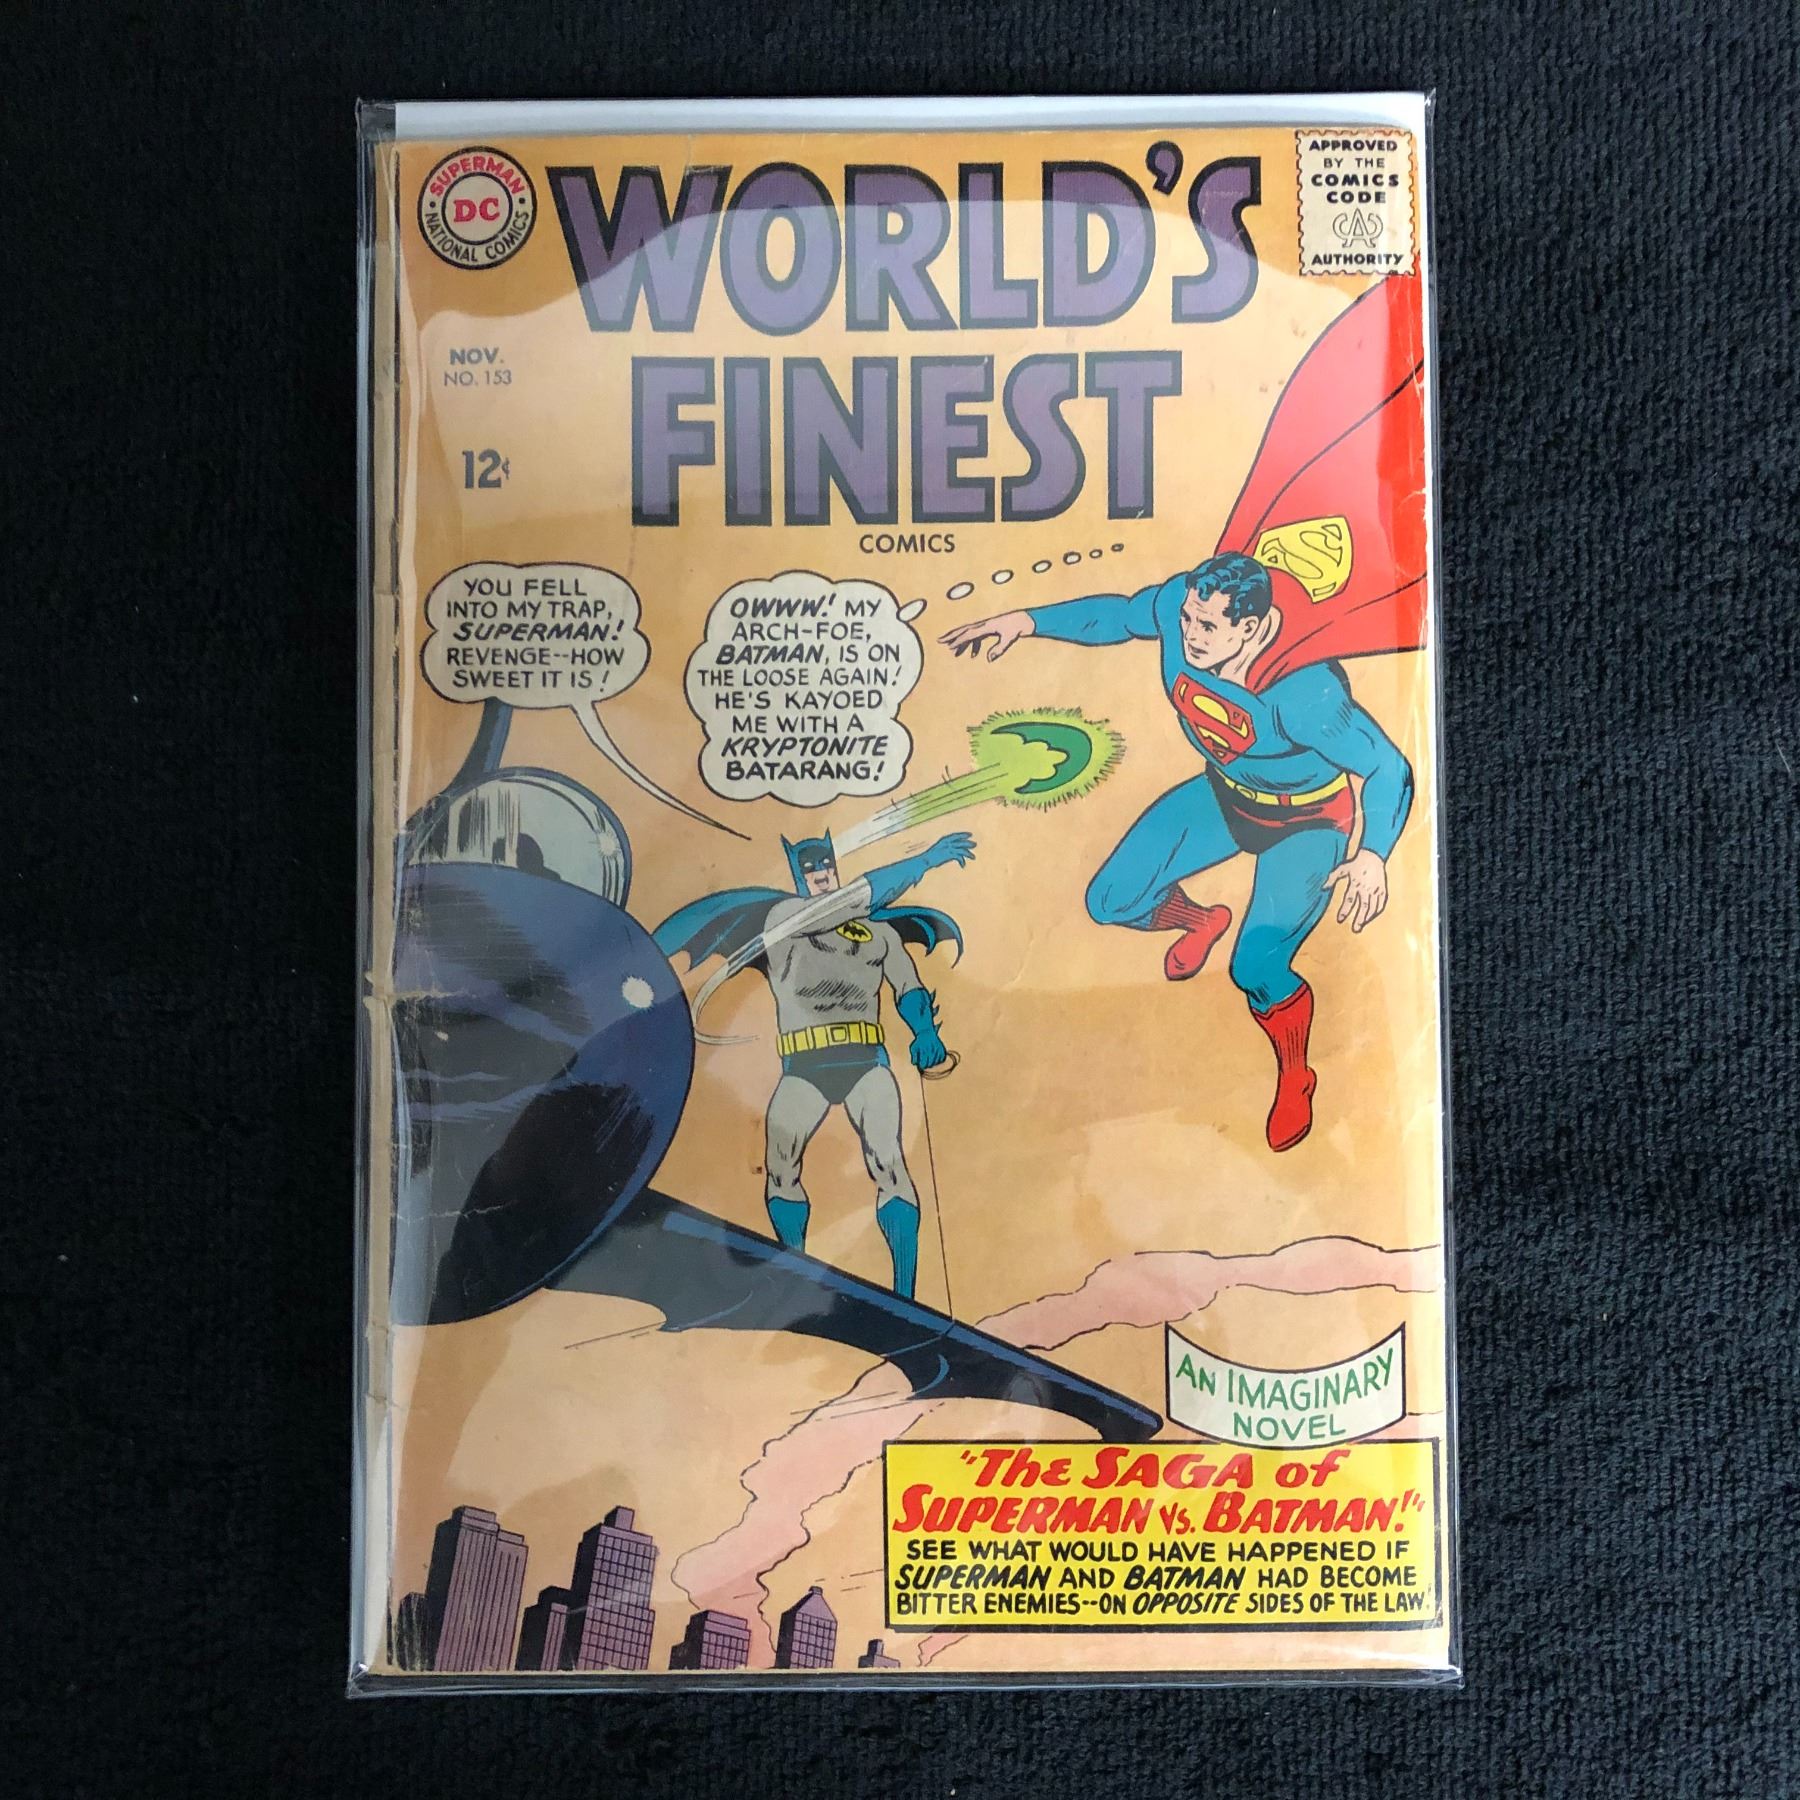 SUPERMAN
DC
NATIONAL COMICS
WORLD'S
FINEST
COMICS
APPROVED
BY THE
COMICS
CODE
CA
AUTHORITY
NOV.
NO. 153
12¢
YOU FELL
INTO MY TRAP,
SUPERMAN!
REVENGE--HOW
SWEET IT IS!
OWWW! MY
ARCH-FOE,
BATMAN, IS ON
THE LOOSE AGAIN!
HE'S KAYOED
ME WITH A
KRYPTONITE
BATARANG!
S
S
AN IMAGINARY
NOVEL
"The SAGA of
SUPERMAN vs. BATMAN!"
SEE WHAT WOULD HAVE HAPPENED IF
SUPERMAN AND BATMAN HAD BECOME
BITTER ENEMIES--ON OPPOSITE SIDES OF THE LAW!